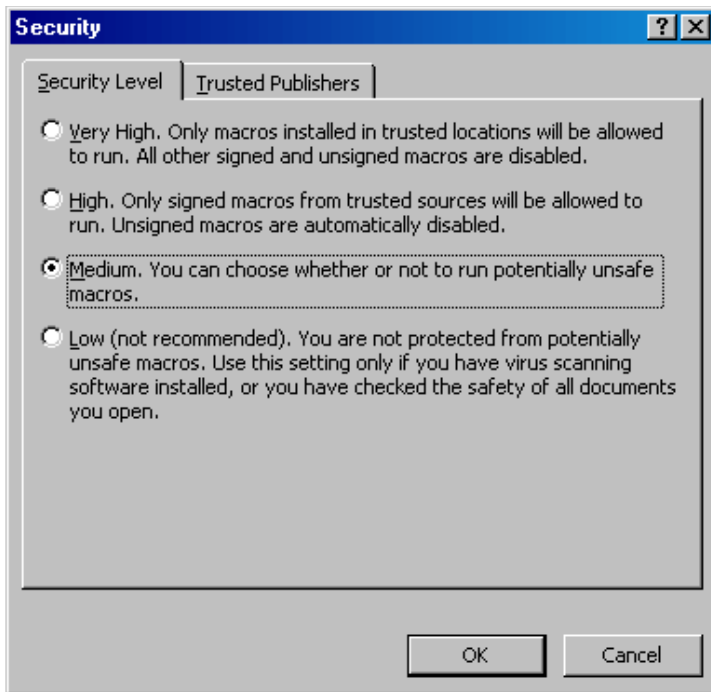 Security
Security Level Trusted Publishers
Very High. Only macros installed in trusted locations will be allowed
to run. All other signed and unsigned macros are disabled.
High. Only signed macros from trusted sources will be allowed to
run. Unsigned macros are automatically disabled.
Medium. You can choose whether or not to run potentially unsafe
macros.
Low (not recommended). You are not protected from potentially
unsafe macros. Use this setting only if you have virus scanning
software installed, or you have checked the safety of all documents
you open.
OK Cancel